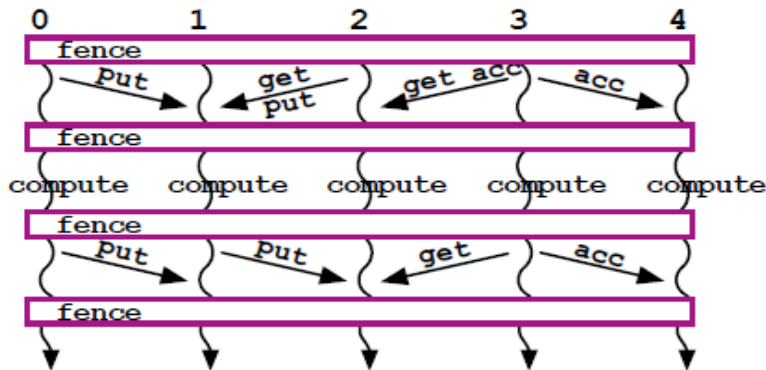 0 1 2 3 4
fence
put get get acc acc
put
fence
compute compute compute compute compute
fence
put put get acc
fence